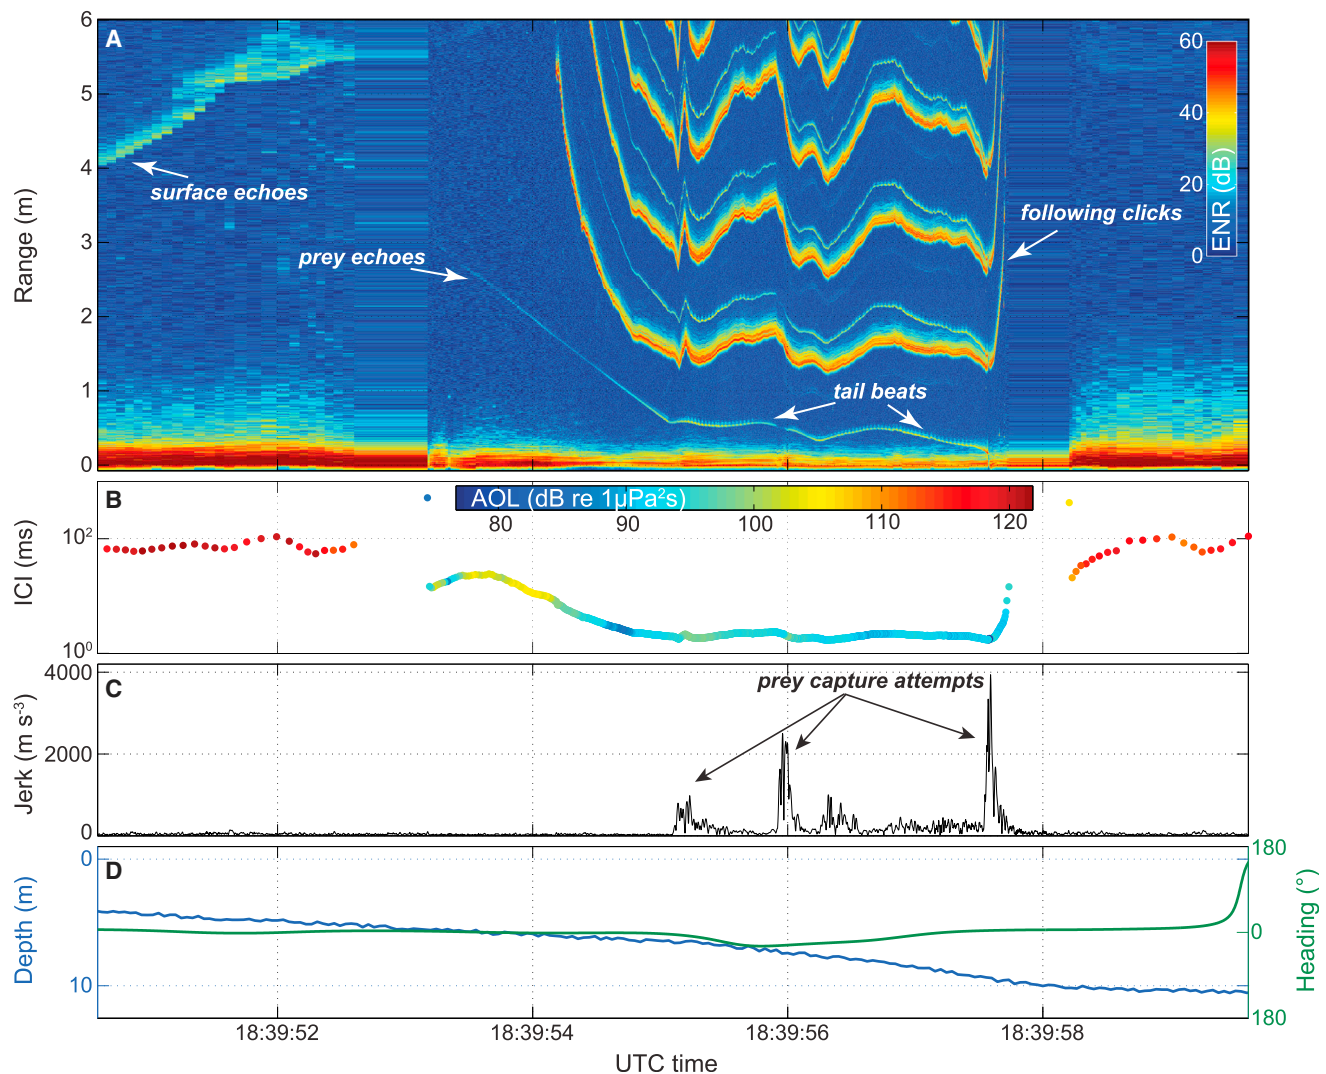 A
6
5
4
3
2
1
0
Range (m)
surface echoes
prey echoes
following clicks
tail beats
60
40
20
0
ENR (dB)
B
AOL (dB re 1µPa²s)
80
90
100
110
120
10²
10⁰
ICI (ms)
C
prey capture attempts
4000
2000
0
Jerk (m s⁻³)
D
0
10
Depth (m)
180
0
180
Heading (°)
18:39:52
18:39:54
18:39:56
18:39:58
UTC time